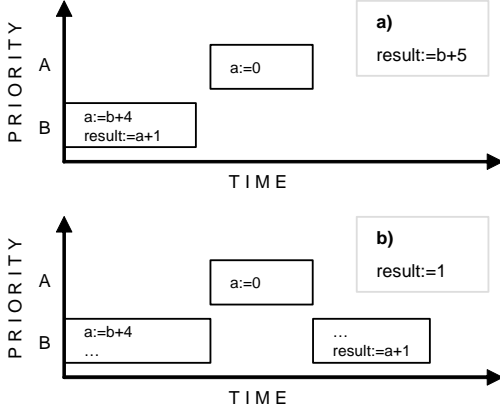 a)
result:=b+5
PRIORITY
A
a:=0
B
a:=b+4
result:=a+1
TIME
b)
result:=1
PRIORITY
A
a:=0
B
a:=b+4
…
…
result:=a+1
TIME